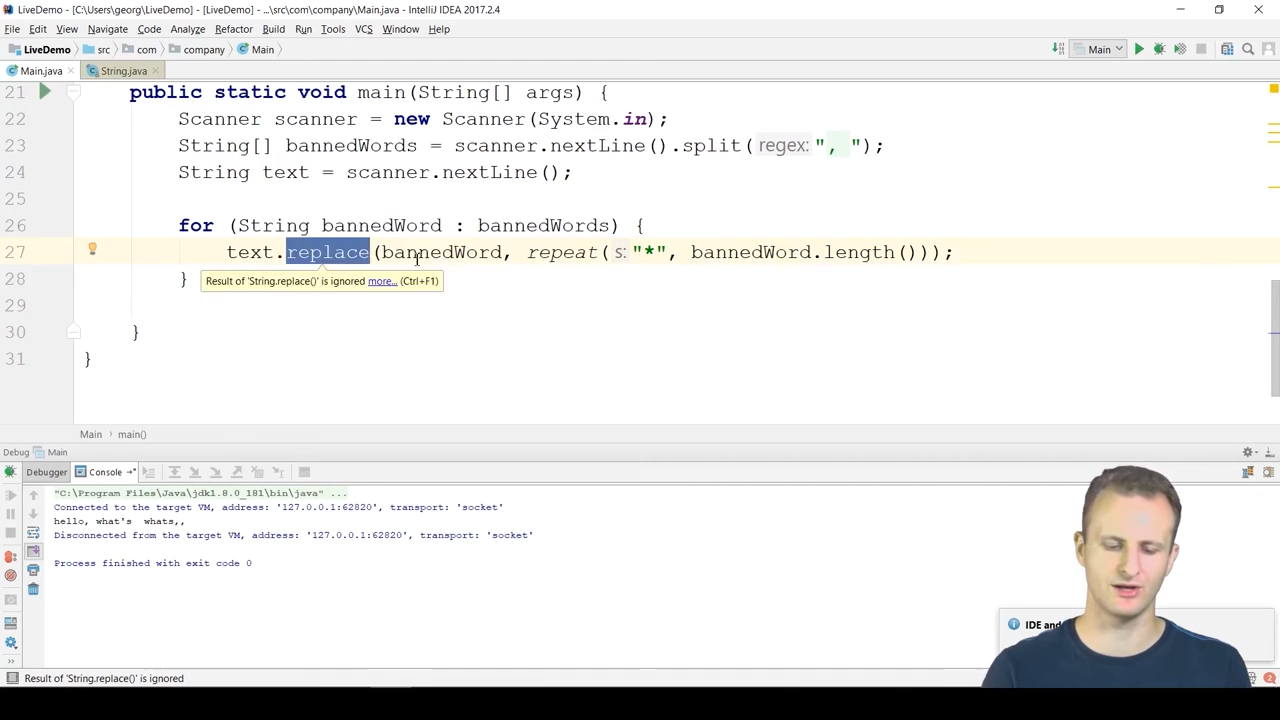 LiveDemo - [C:\Users\georg\LiveDemo] - [LiveDemo] - ...\src\com\company\Main.java - IntelliJ IDEA 2017.2.4
File Edit View Navigate Code Analyze Refactor Build Run Tools VCS Window Help
LiveDemo src com company Main Main
Main.java String.java
21 public static void main(String[] args) {
22 Scanner scanner = new Scanner(System.in);
23 String[] bannedWords = scanner.nextLine().split(regex: ", ");
24 String text = scanner.nextLine();
25
26 for (String bannedWord : bannedWords) {
27 text.replace(bannedWord, repeat(s: "*", bannedWord.length()));
28 }
Result of 'String.replace()' is ignored more... (Ctrl+F1)
29
30 }
31 }
Main main()
Debug Main
Debugger Console
"C:\Program Files\Java\jdk1.8.0_181\bin\java" ...
Connected to the target VM, address: '127.0.0.1:62820', transport: 'socket'
hello, what's whats,,
Disconnected from the target VM, address: '127.0.0.1:62820', transport: 'socket'
Process finished with exit code 0
IDE and
Result of 'String.replace()' is ignored
2